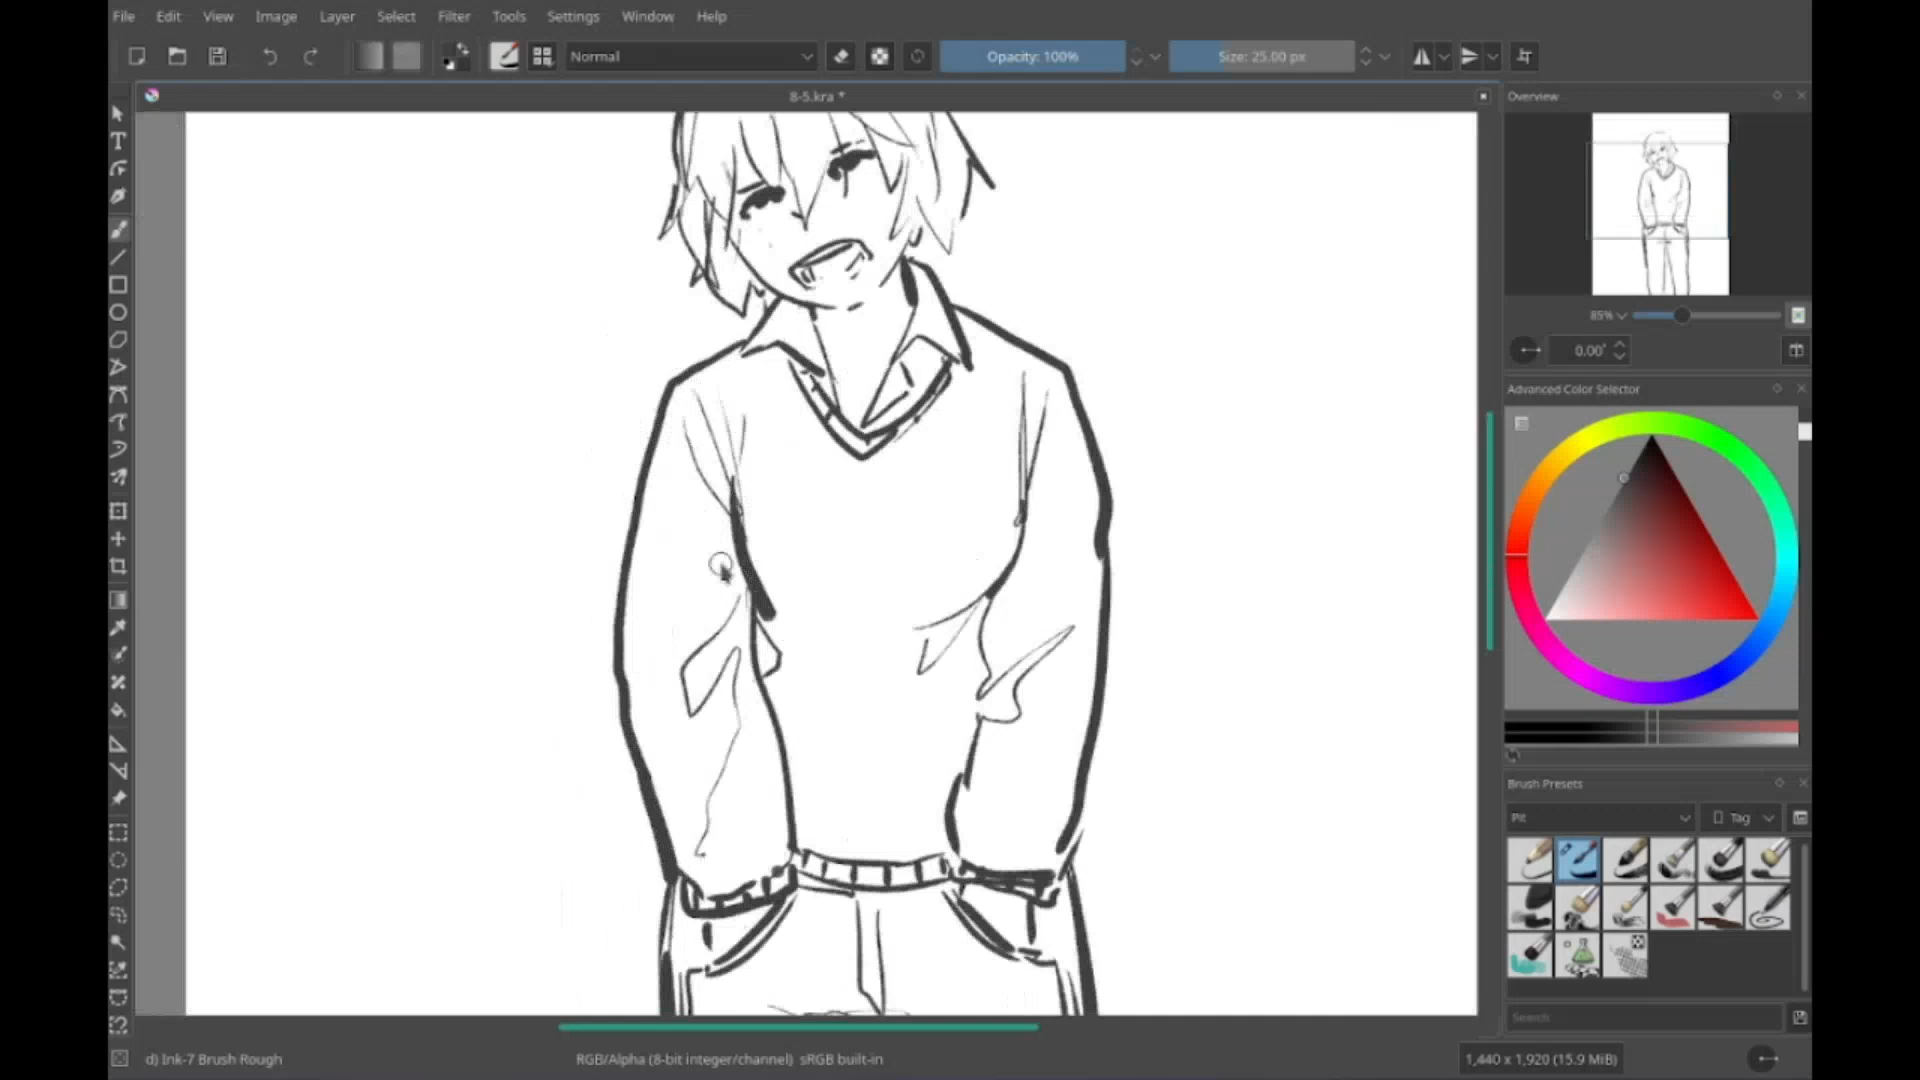 File Edit View Image Layer Select Filter Tools Settings Window Help
Normal Opacity: 100% Size: 25.00 px
8-5.kra *
Overview
85%
0.00°
Advanced Color Selector
Brush Presets
Pit Tag
Search
d) Ink-7 Brush Rough RGB/Alpha (8-bit integer/channel) sRGB built-in 1,440 x 1,920 (15.9 MiB)